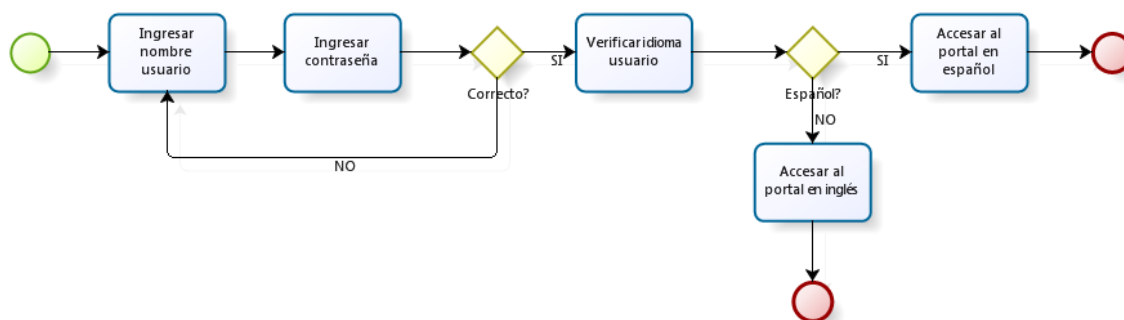 Ingresar
nombre
usuario
Ingresar
contraseña
Correcto?
SI
NO
Verificar idioma
usuario
Español?
SI
Accesar al
portal en
español
NO
Accesar al
portal en inglés